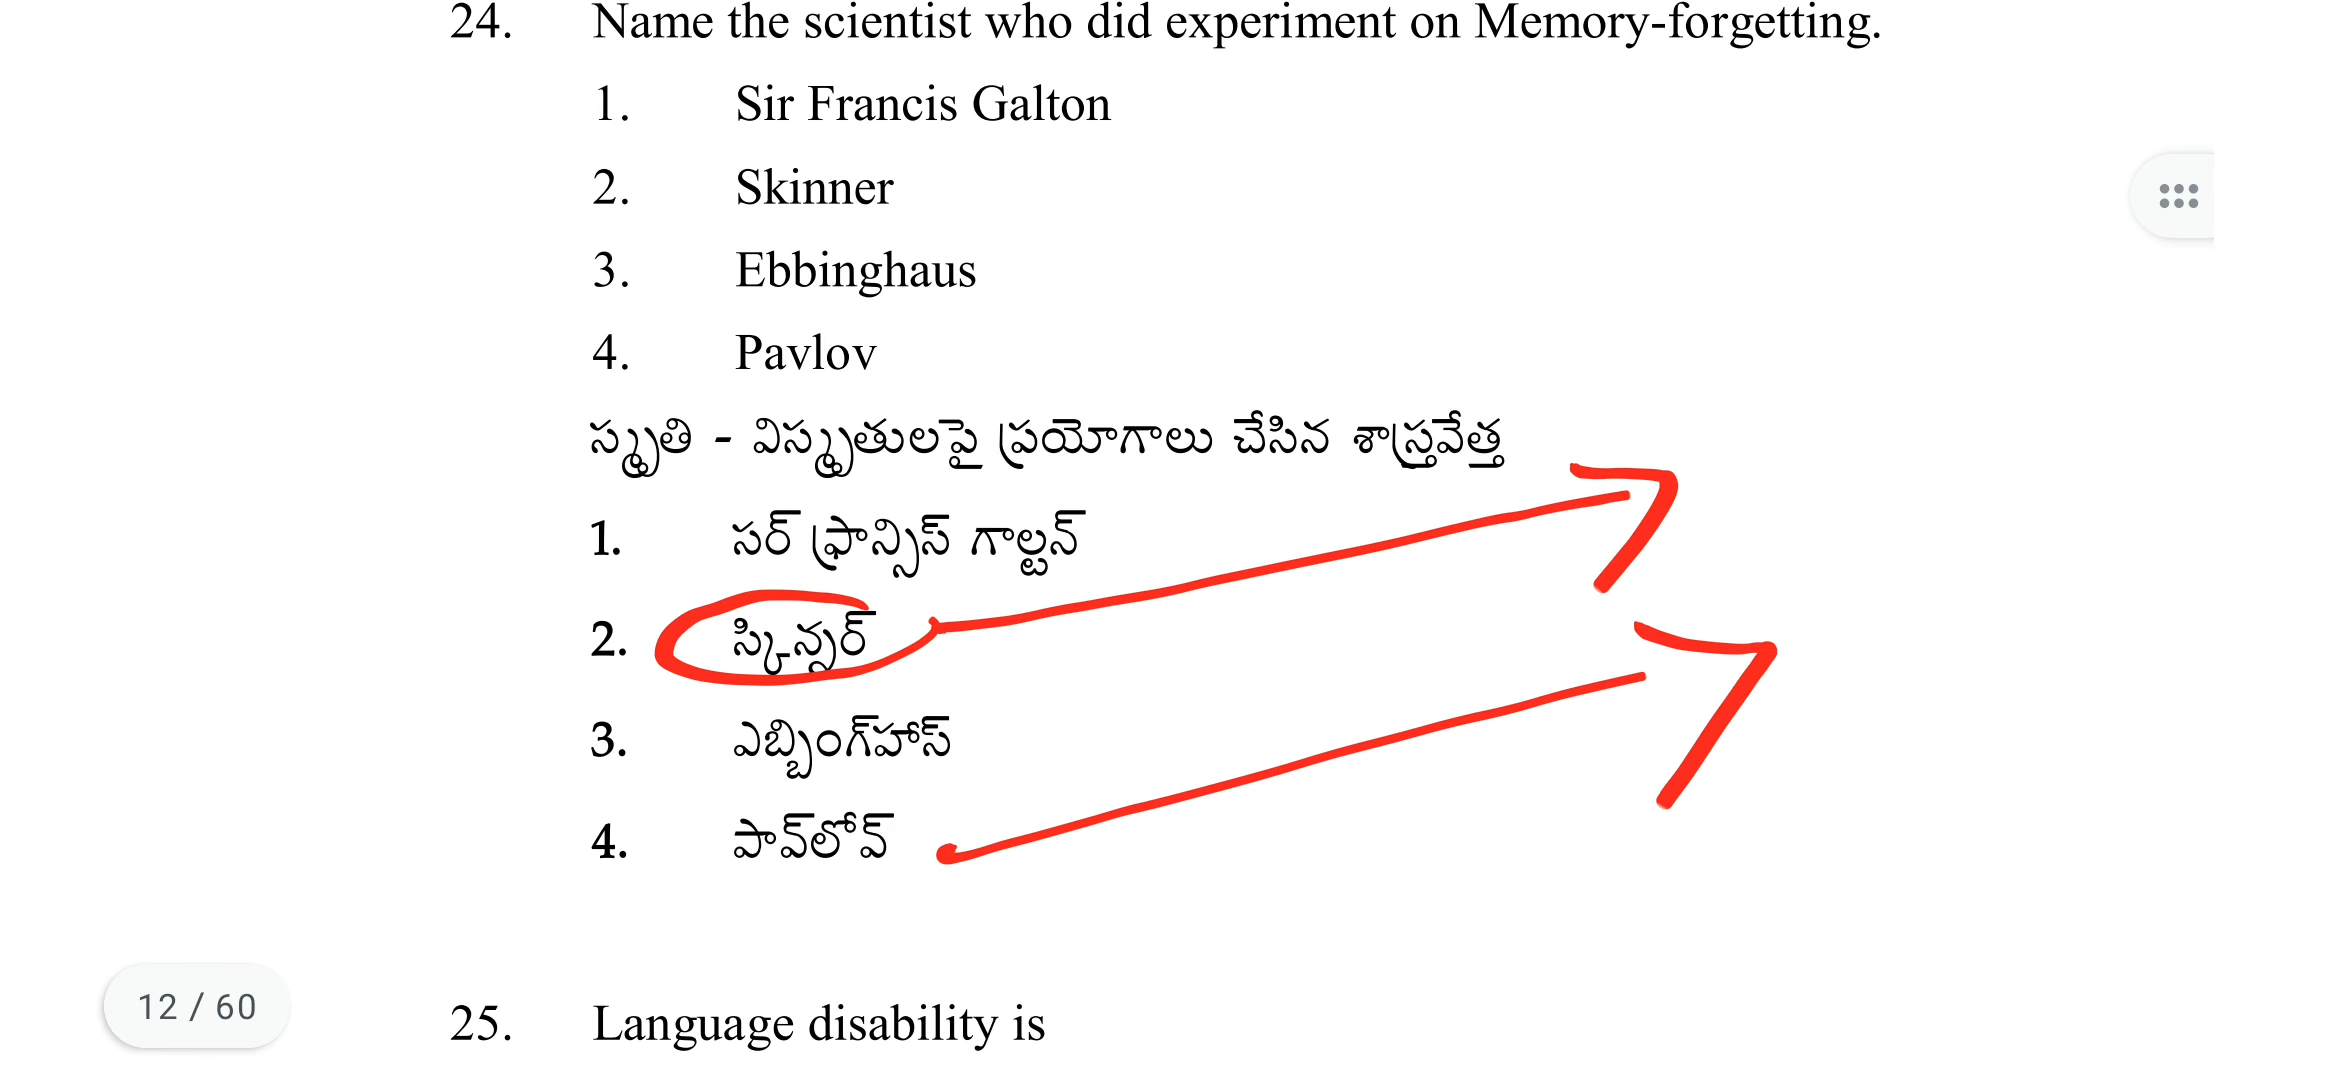 24. Name the scientist who did experiment on Memory-forgetting.
1. Sir Francis Galton
2. Skinner
3. Ebbinghaus
4. Pavlov
స్మృతి - విస్మృతులపై ప్రయోగాలు చేసిన శాస్త్రవేత్త
1. సర్ ఫ్రాన్సిస్ గాల్టన్
2. స్కిన్నర్
3. ఎబ్బింగ్‌హాస్
4. పావ్‌లోవ్
12 / 60
25. Language disability is